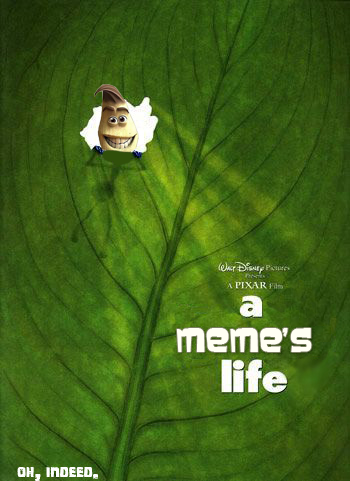 Walt Disney Pictures
Presents
A PIXAR Film
a
meme's
life
OH, INDEED.